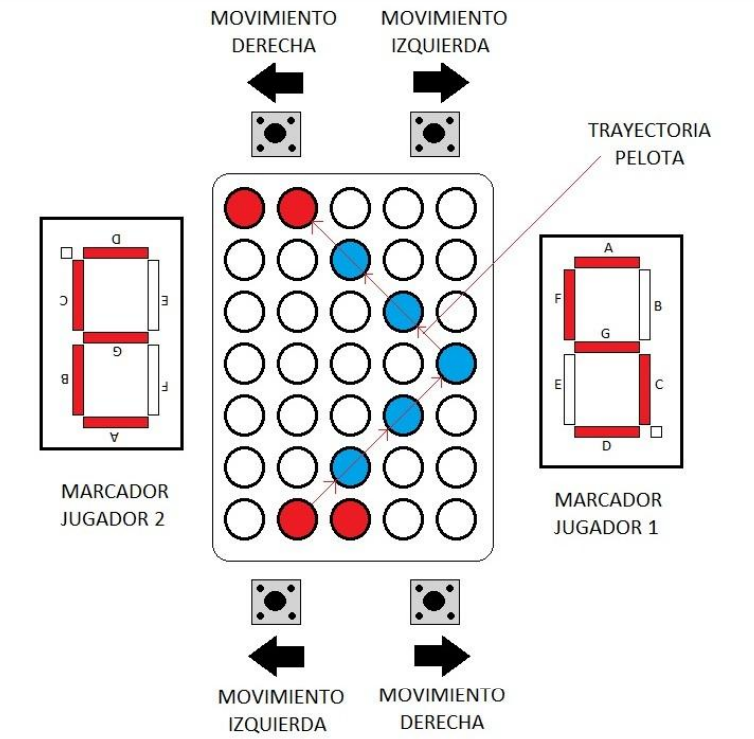 MOVIMIENTO
DERECHA
MOVIMIENTO
IZQUIERDA
TRAYECTORIA
PELOTA
D
C
E
G
B
F
A
MARCADOR
JUGADOR 2
A
F
B
G
E
C
D
MARCADOR
JUGADOR 1
MOVIMIENTO
IZQUIERDA
MOVIMIENTO
DERECHA